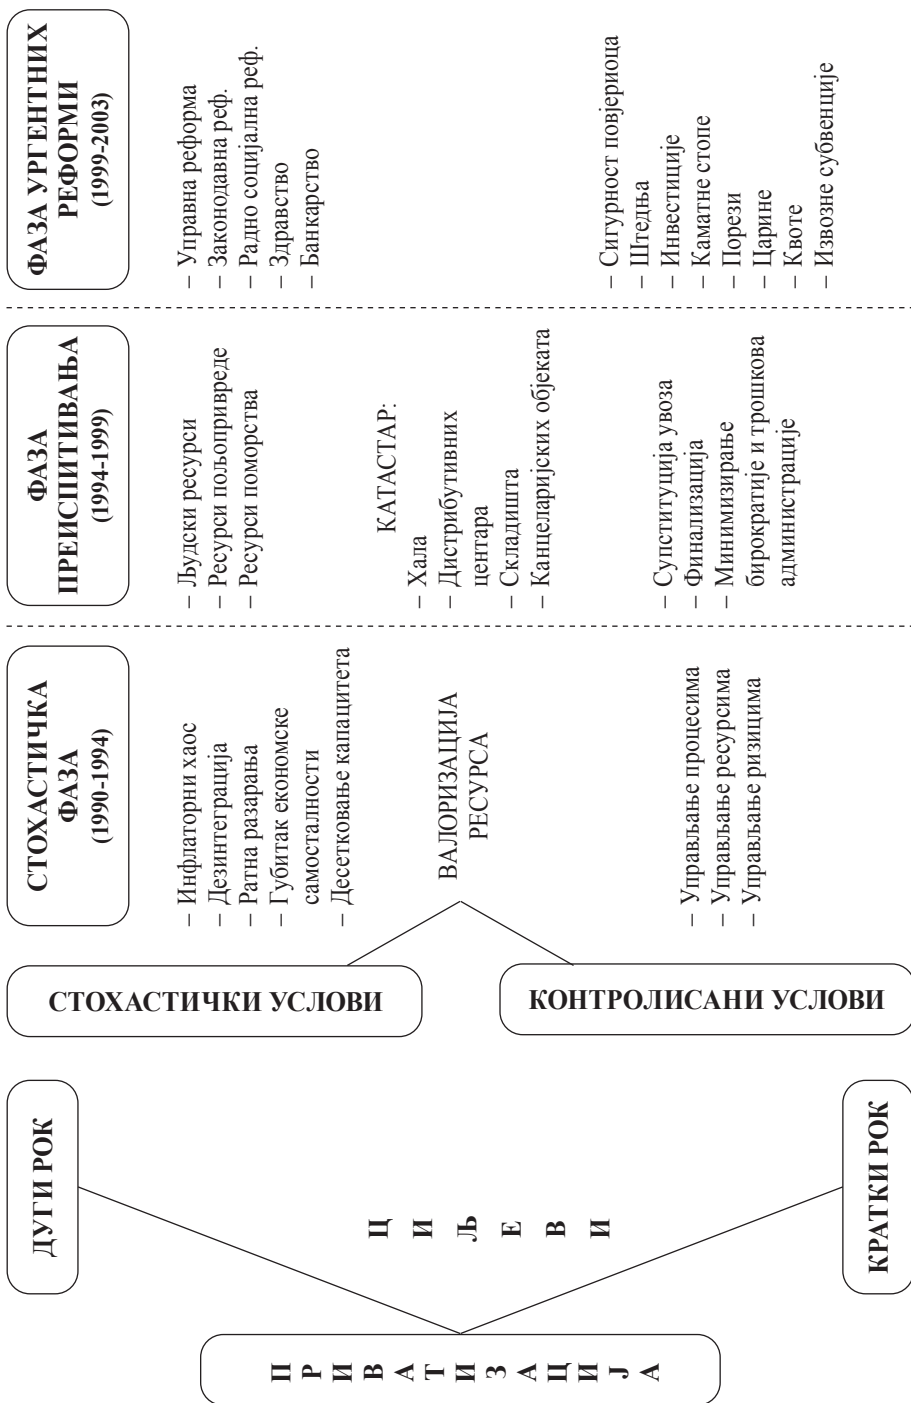 ПРИВАТИЗАЦИЈА
ДУГИ РОК
ЦИЉЕВИ
КРАТКИ РОК
СТОХАСТИЧКИ УСЛОВИ
КОНТРОЛИСАНИ УСЛОВИ
СТОХАСТИЧКА
ФАЗА
(1990-1994)
– Инфлаторни хаос
– Дезинтеграција
– Ратна разарања
– Губитак економске
самосталности
– Десетковање капацитета
ВАЛОРИЗАЦИЈА
РЕСУРСА
– Управљање процесима
– Управљање ресурсима
– Управљање ризицима
ФАЗА
ПРЕИСПИТИВАЊА
(1994-1999)
– Људски ресурси
– Ресурси пољопривреде
– Ресурси поморства
КАТАСТАР:
– Хала
– Дистрибутивних
центара
– Складишта
– Канцеларијских објеката
– Супституција увоза
– Финализација
– Минимизирање
бирократије и трошкова
администрације
ФАЗА УРГЕНТНИХ
РЕФОРМИ
(1999-2003)
– Управна реформа
– Законодавна реф.
– Радно социјална реф.
– Здравство
– Банкарство
– Сигурност повјериоца
– Штедња
– Инвестиције
– Каматне стопе
– Порези
– Царине
– Квоте
– Извозне субвенције